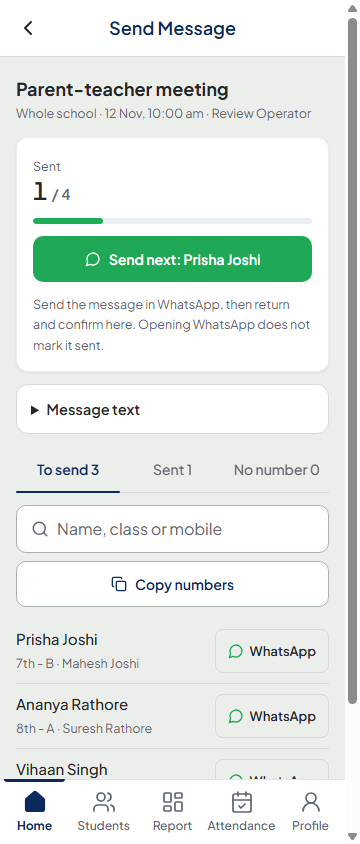 Send Message
Parent-teacher meeting
Whole school · 12 Nov, 10:00 am · Review Operator
Sent
1 / 4
Send next: Prisha Joshi
Send the message in WhatsApp, then return
and confirm here. Opening WhatsApp does not
mark it sent.
Message text
To send 3 Sent 1 No number 0
Name, class or mobile
Copy numbers
Prisha Joshi
7th - B · Mahesh Joshi
WhatsApp
Ananya Rathore
8th - A · Suresh Rathore
WhatsApp
Vihaan Singh
WhatsApp
Home Students Report Attendance Profile